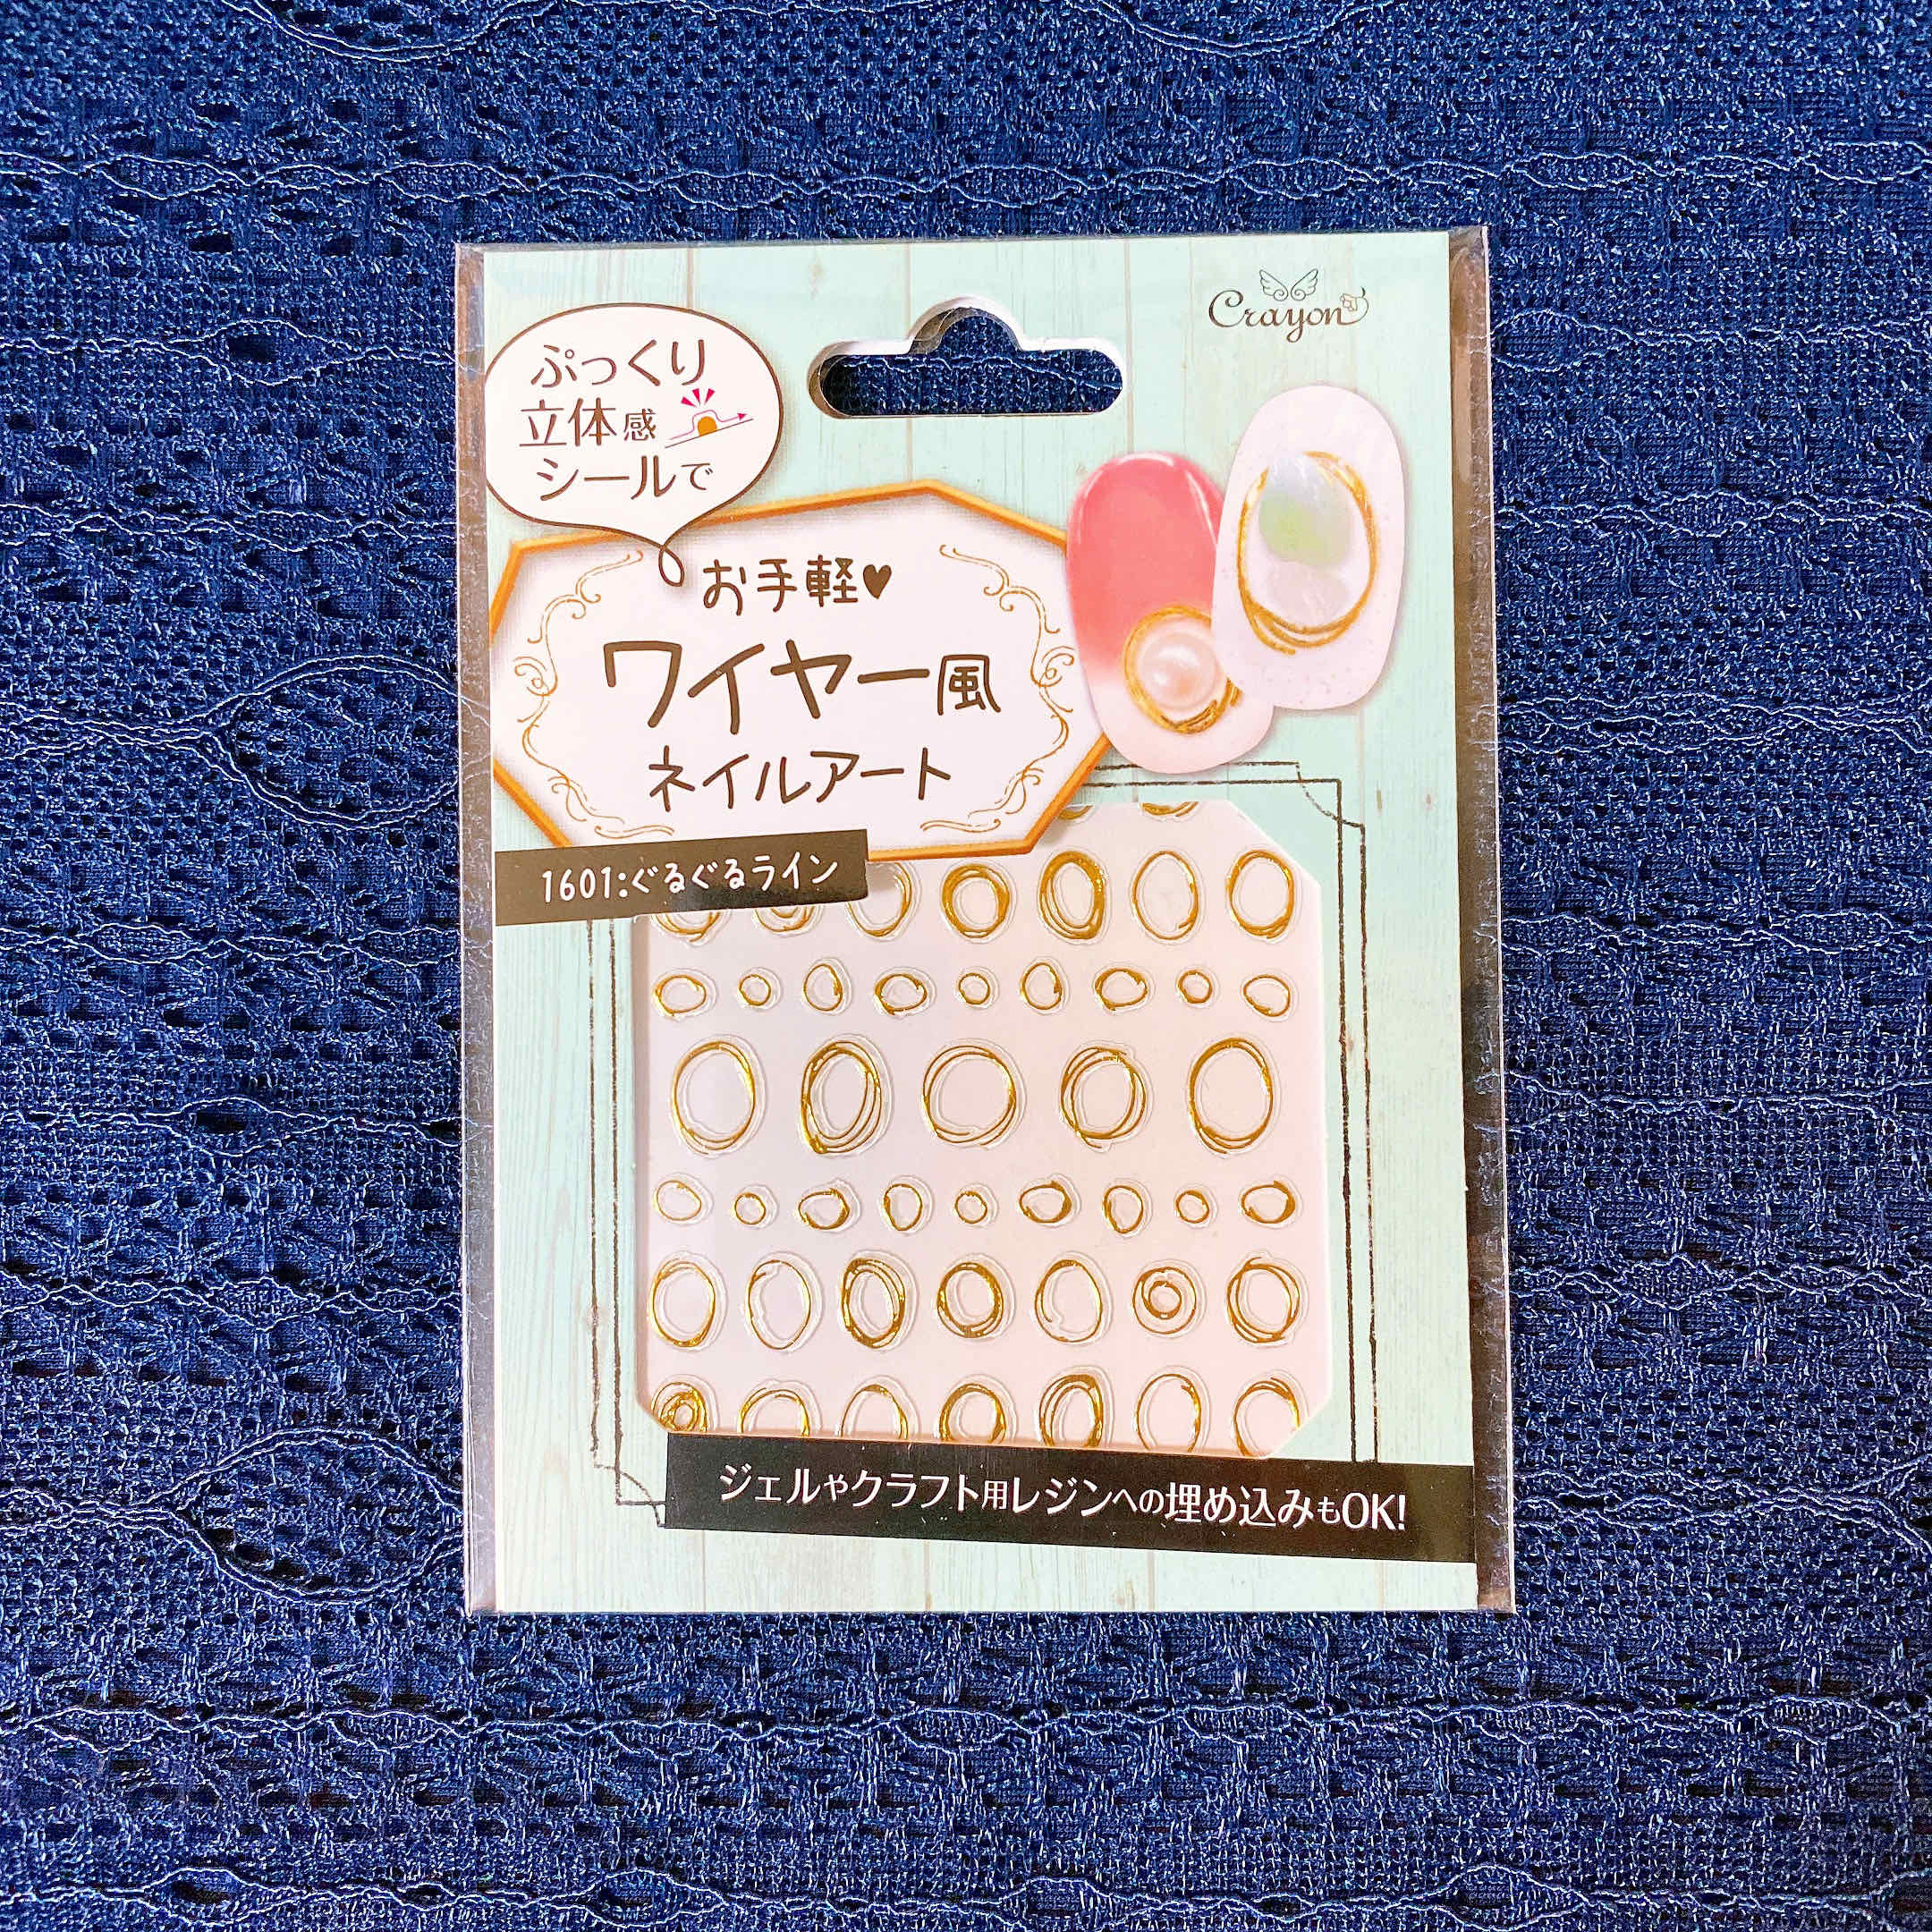 Crayon
ぷっくり
立体感
シールで
お手軽♥
ワイヤー風
ネイルアート
1601:ぐるぐるライン
ジェルやクラフト用レジンへの埋め込みもOK!